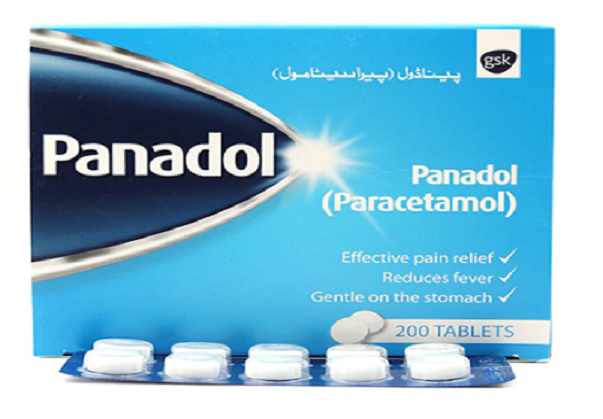 پیناڈول (پیراسیٹامول)
gsk
Panadol
Panadol
(Paracetamol)
Effective pain relief
Reduces fever
Gentle on the stomach
200 TABLETS